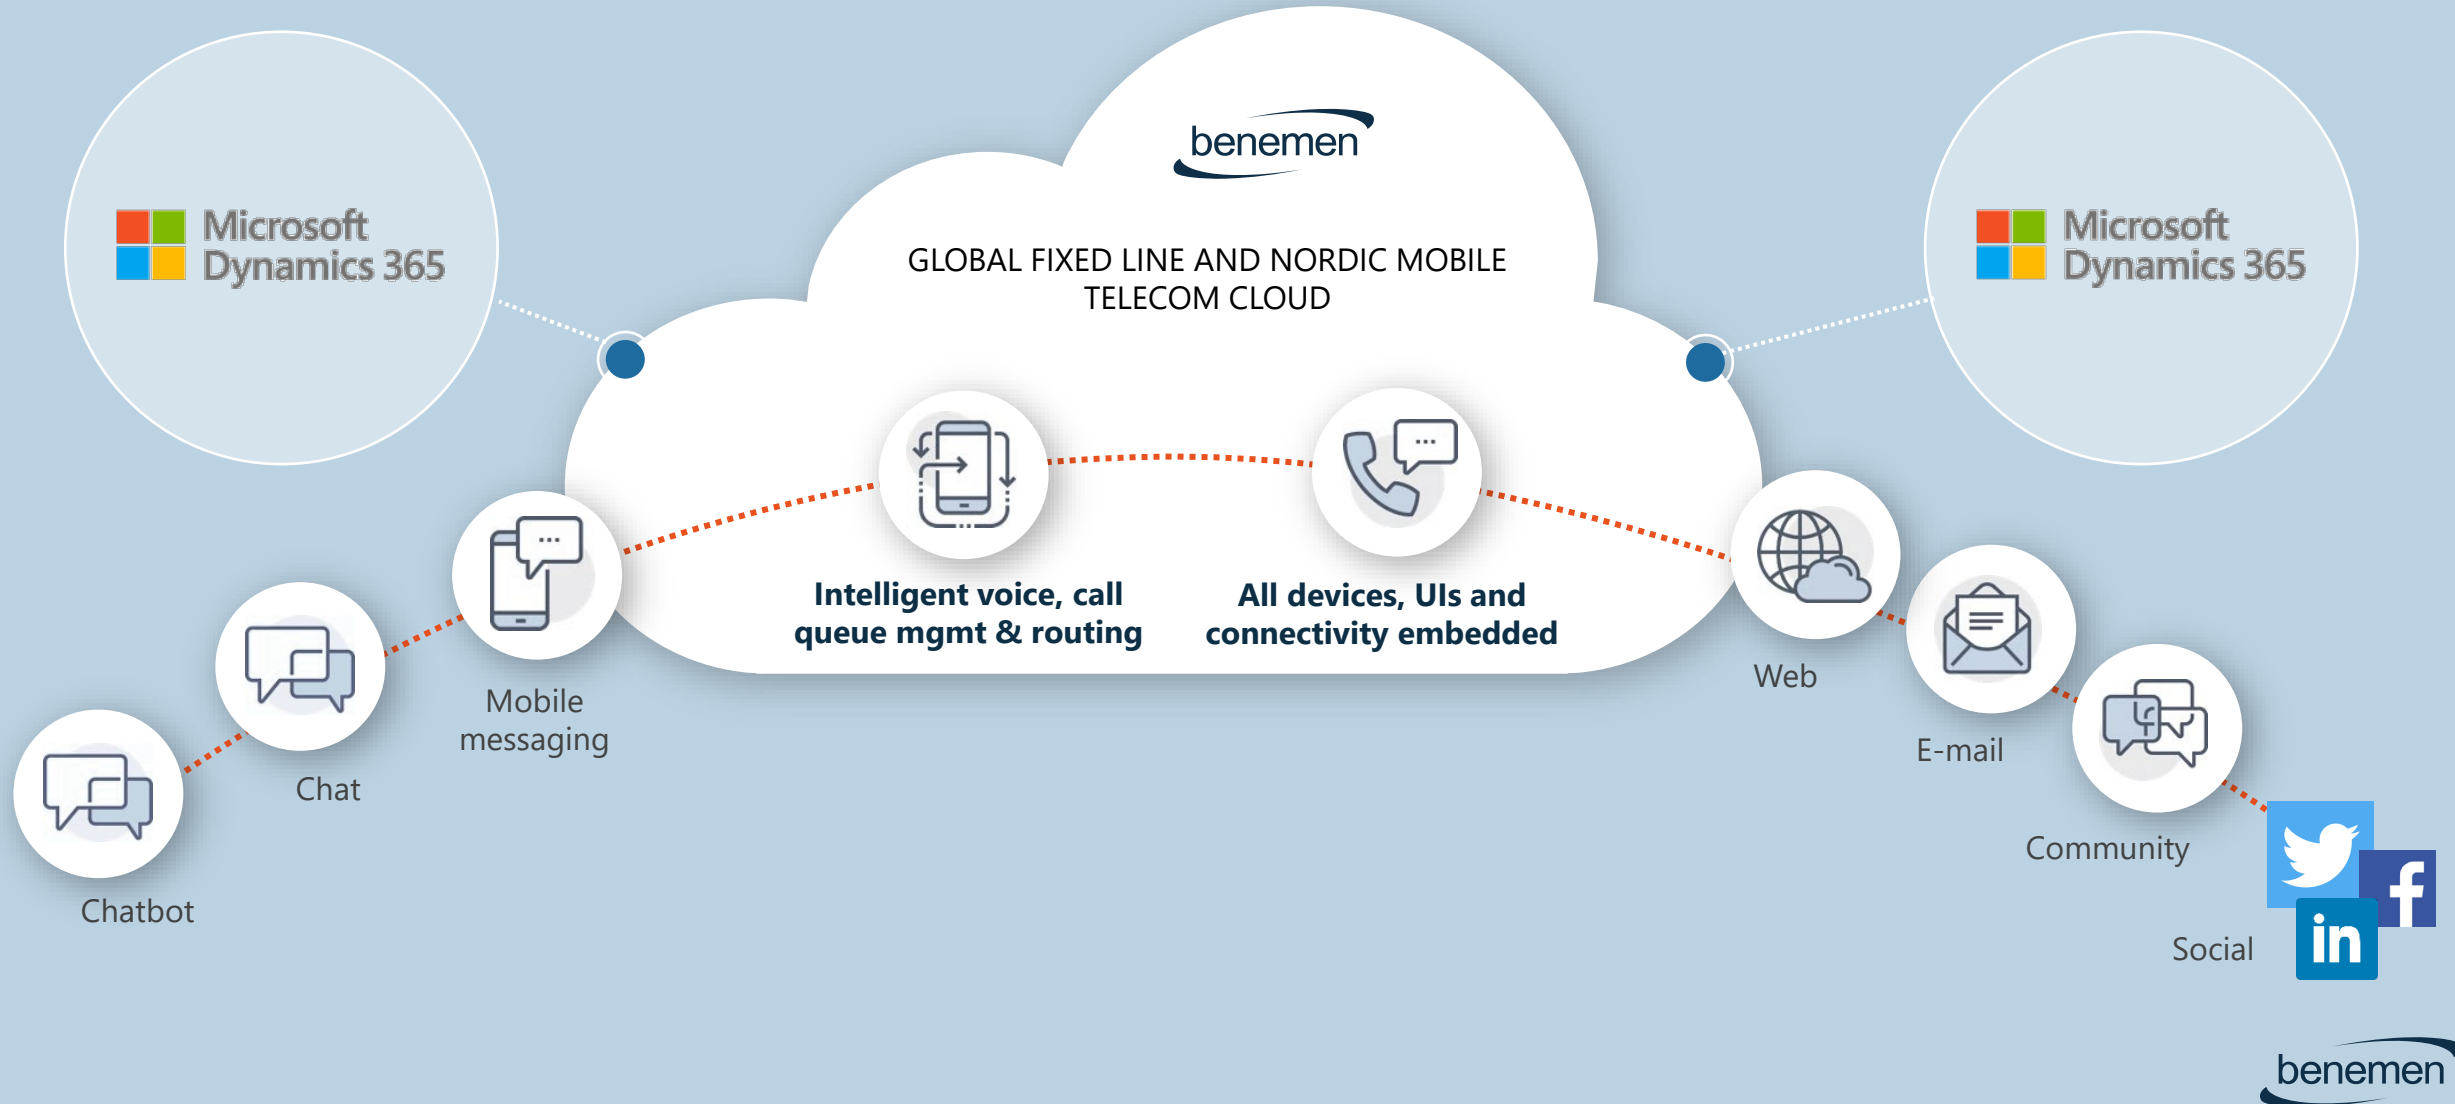 benemen
Microsoft
Dynamics 365
Microsoft
Dynamics 365
GLOBAL FIXED LINE AND NORDIC MOBILE
TELECOM CLOUD
Intelligent voice, call
queue mgmt & routing
All devices, UIs and
connectivity embedded
Chatbot
Chat
Mobile
messaging
Web
E-mail
Community
Social
f
in
benemen